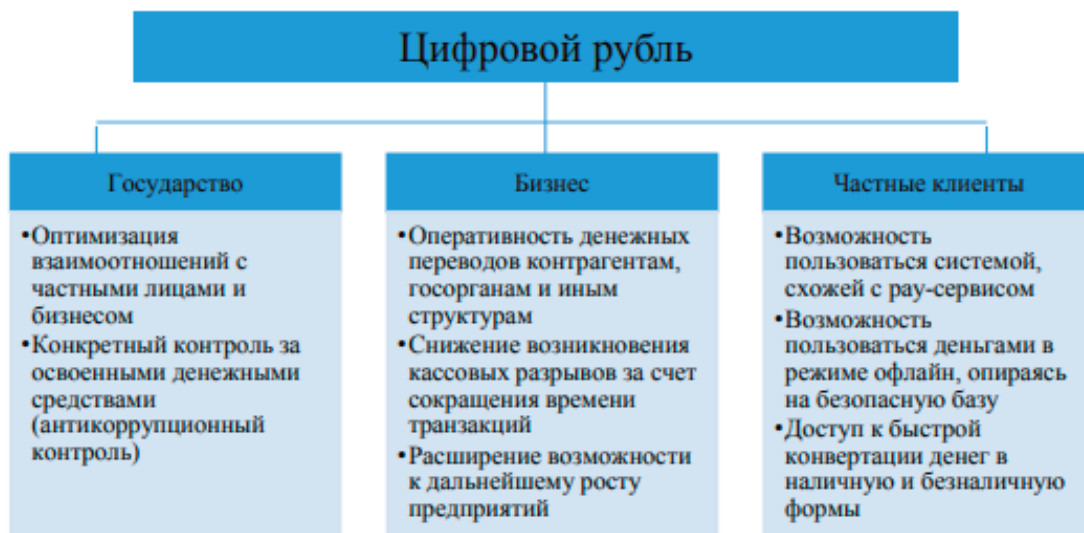 Цифровой рубль
Государство
•Оптимизация
взаимоотношений с
частными лицами и
бизнесом
•Конкретный контроль за
освоенными денежными
средствами
(антикоррупционный
контроль)
Бизнес
•Оперативность денежных
переводов контрагентам,
госорганам и иным
структурам
•Снижение возникновения
кассовых разрывов за счет
сокращения времени
транзакций
•Расширение возможности
к дальнейшему росту
предприятий
Частные клиенты
•Возможность
пользоваться системой,
схожей с pay-сервисом
•Возможность
пользоваться деньгами в
режиме офлайн, опираясь
на безопасную базу
•Доступ к быстрой
конвертации денег в
наличную и безналичную
формы